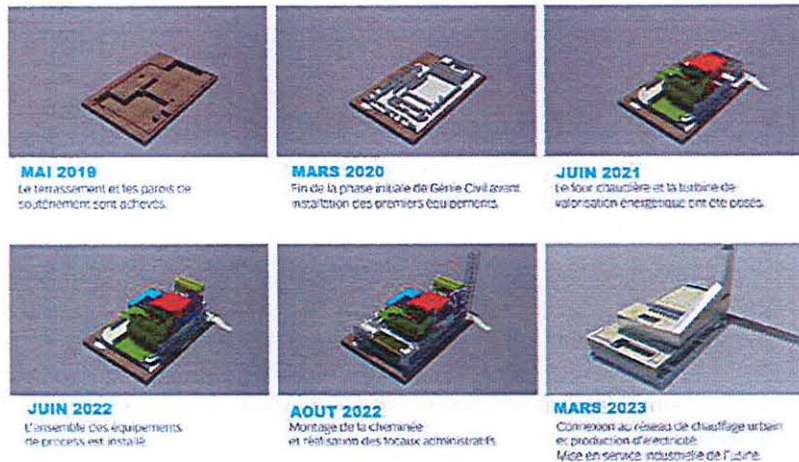 MAI 2019
Le terrassement et les parois de
soutènement sont achevés.
MARS 2020
Fin de la phase initiale de Génie Civil avant
installation des premiers équipements.
JUIN 2021
Le four chaudière et la turbine de
valorisation énergétique ont été posés.
JUIN 2022
L'ensemble des équipements
de process est installé
AOUT 2022
Montage de la cheminée
et réalisation des locaux administratifs
MARS 2023
Connexion au réseau de chauffage urbain
et production d'électricité
Mise en service industrielle de l'usine.